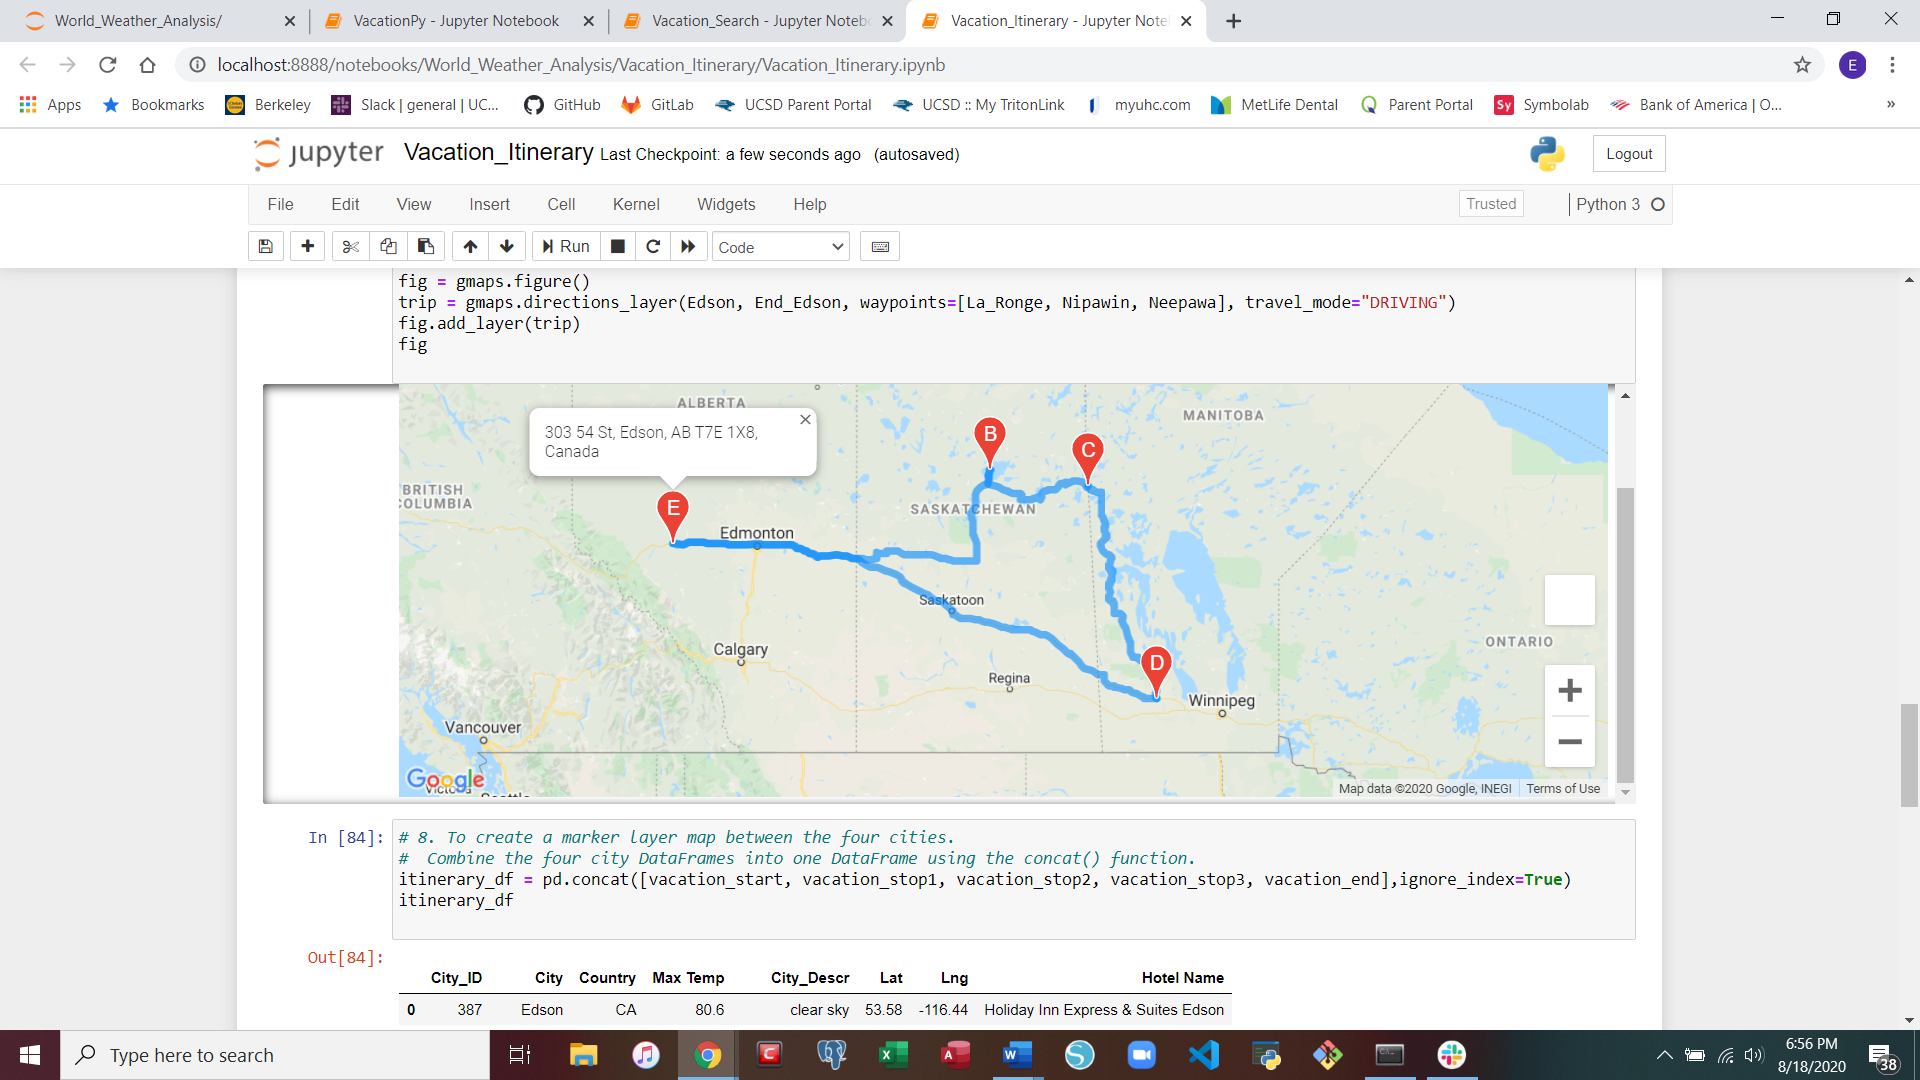 World_Weather_Analysis/
VacationPy - Jupyter Notebook
Vacation_Search - Jupyter Noteb
Vacation_Itinerary - Jupyter Note
localhost:8888/notebooks/World_Weather_Analysis/Vacation_Itinerary/Vacation_Itinerary.ipynb
E
Apps Bookmarks Berkeley Slack | general | UC... GitHub GitLab UCSD Parent Portal UCSD :: My TritonLink myuhc.com MetLife Dental Parent Portal Sy Symbolab Bank of America | O... »
jupyter Vacation_Itinerary Last Checkpoint: a few seconds ago (autosaved)
Logout
File Edit View Insert Cell Kernel Widgets Help
Trusted
Python 3
Run
Code
fig = gmaps.figure()
trip = gmaps.directions_layer(Edson, End_Edson, waypoints=[La_Ronge, Nipawin, Neepawa], travel_mode="DRIVING")
fig.add_layer(trip)
fig
ALBERTA
MANITOBA
303 54 St, Edson, AB T7E 1X8,
Canada
B
C
BRITISH
COLUMBIA
E
SASKATCHEWAN
Edmonton
Saskatoon
ONTARIO
Calgary
D
Regina
Winnipeg
Vancouver
Google
Map data ©2020 Google, INEGI
Terms of Use
In [84]:
# 8. To create a marker layer map between the four cities.
#  Combine the four city DataFrames into one DataFrame using the concat() function.
itinerary_df = pd.concat([vacation_start, vacation_stop1, vacation_stop2, vacation_stop3, vacation_end],ignore_index=True)
itinerary_df
Out[84]:
City_ID City Country Max Temp City_Descr Lat Lng Hotel Name
0 387 Edson CA 80.6 clear sky 53.58 -116.44 Holiday Inn Express & Suites Edson
Type here to search
6:56 PM
8/18/2020
38